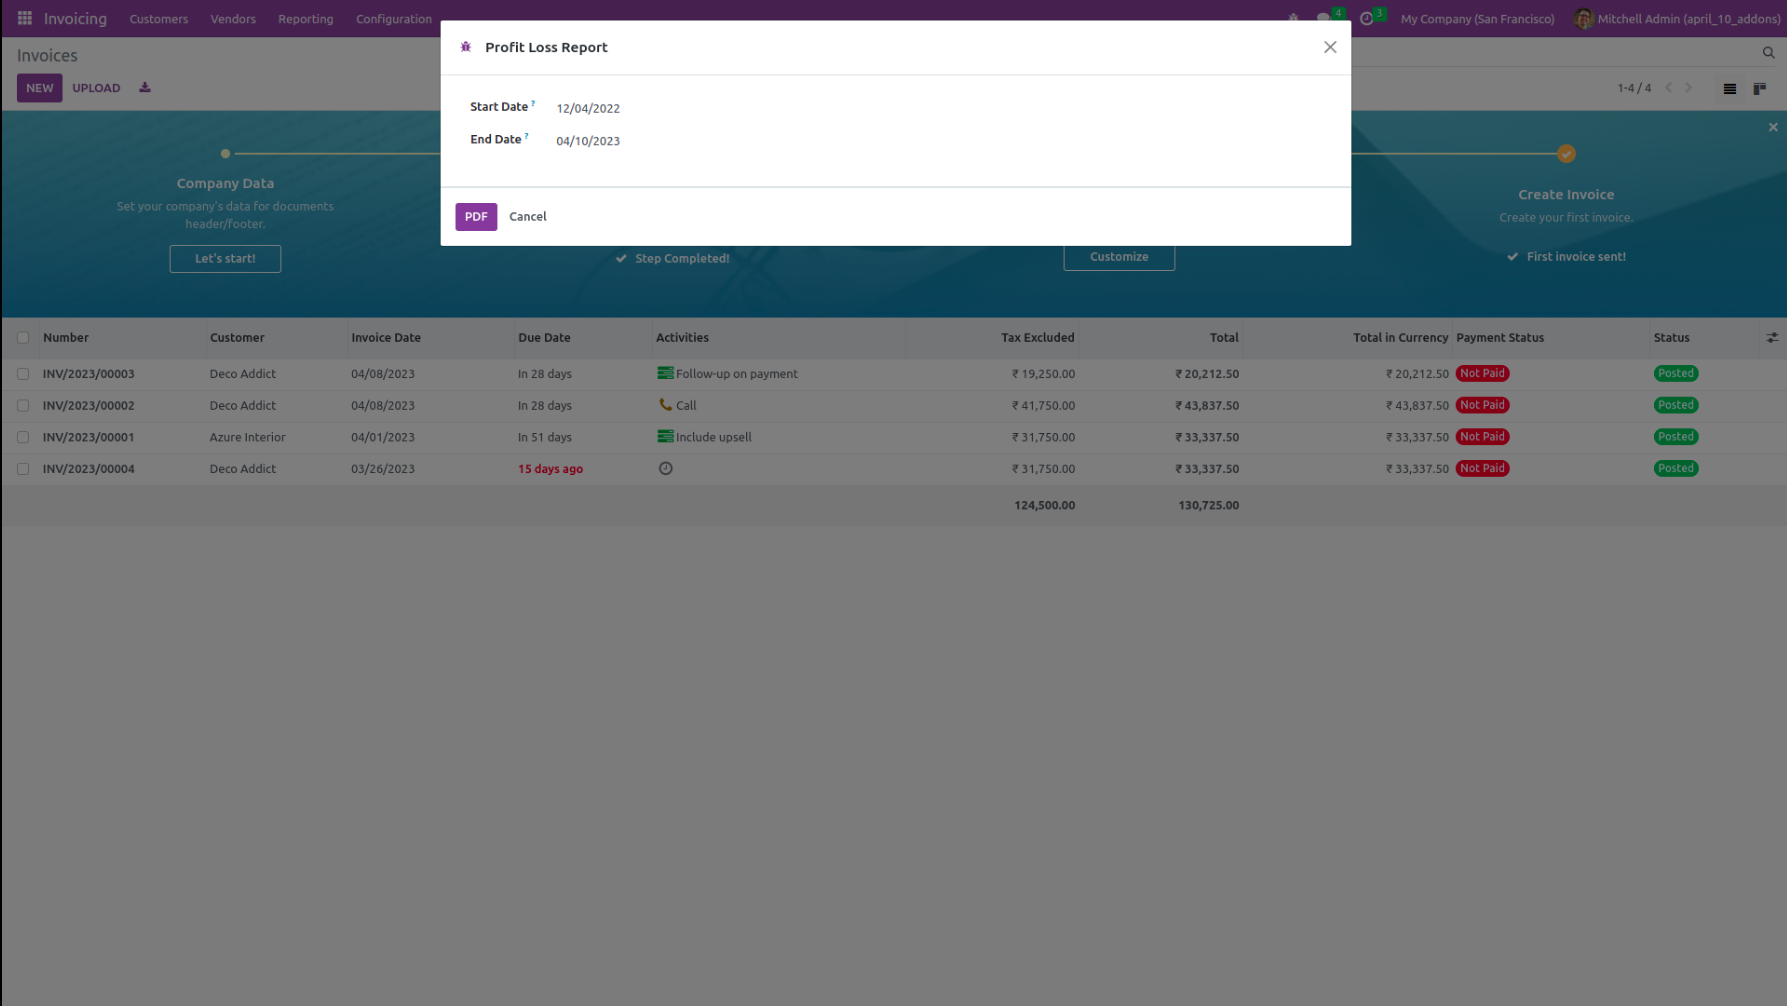 Invoicing Customers Vendors Reporting Configuration 4 3 My Company (San Francisco) Mitchell Admin (april_10_addons)
Invoices
NEW UPLOAD 1-4 / 4
Profit Loss Report
Start Date ? 12/04/2022
End Date ? 04/10/2023
PDF Cancel
Company Data
Set your company's data for documents
header/footer.
Let's start!
Step Completed!
Customize
Create Invoice
Create your first invoice.
First invoice sent!
Number Customer Invoice Date Due Date Activities Tax Excluded Total Total in Currency Payment Status Status
INV/2023/00003 Deco Addict 04/08/2023 In 28 days Follow-up on payment ₹ 19,250.00 ₹ 20,212.50 ₹ 20,212.50 Not Paid Posted
INV/2023/00002 Deco Addict 04/08/2023 In 28 days Call ₹ 41,750.00 ₹ 43,837.50 ₹ 43,837.50 Not Paid Posted
INV/2023/00001 Azure Interior 04/01/2023 In 51 days Include upsell ₹ 31,750.00 ₹ 33,337.50 ₹ 33,337.50 Not Paid Posted
INV/2023/00004 Deco Addict 03/26/2023 15 days ago ₹ 31,750.00 ₹ 33,337.50 ₹ 33,337.50 Not Paid Posted
124,500.00 130,725.00